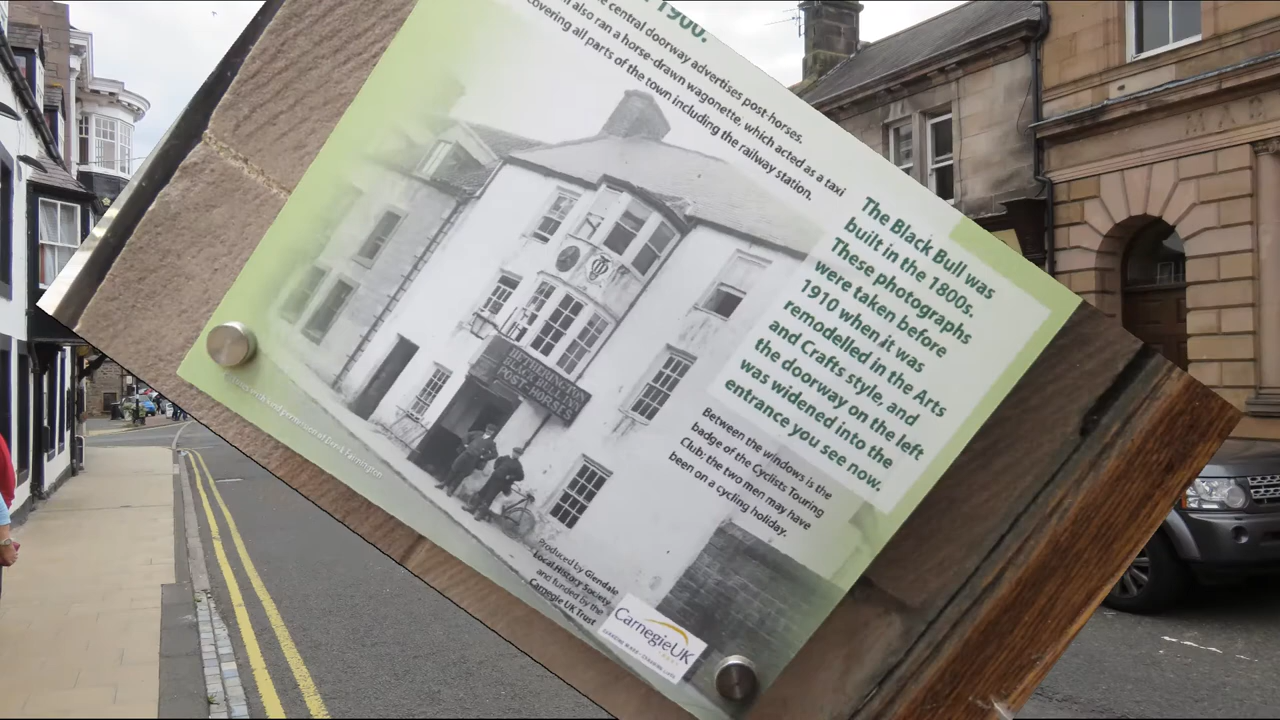 1900.
central doorway advertises post-horses.
also ran a horse-drawn wagonette, which acted as a taxi
covering all parts of the town including the railway station.
The Black Bull was
built in the 1800s.
These photographs
were taken before
1910 when it was
remodelled in the Arts
and Crafts style, and
the doorway on the left
was widened into the
entrance you see now.
HETHERINGTON
BLACK BULL INN
POST-HORSES
Between the windows is the
badge of the Cyclists Touring
Club; the two men may have
been on a cycling holiday.
Produced by Glendale
Local History Society
and funded by the
Carnegie UK Trust
CarnegieUK
TRUST